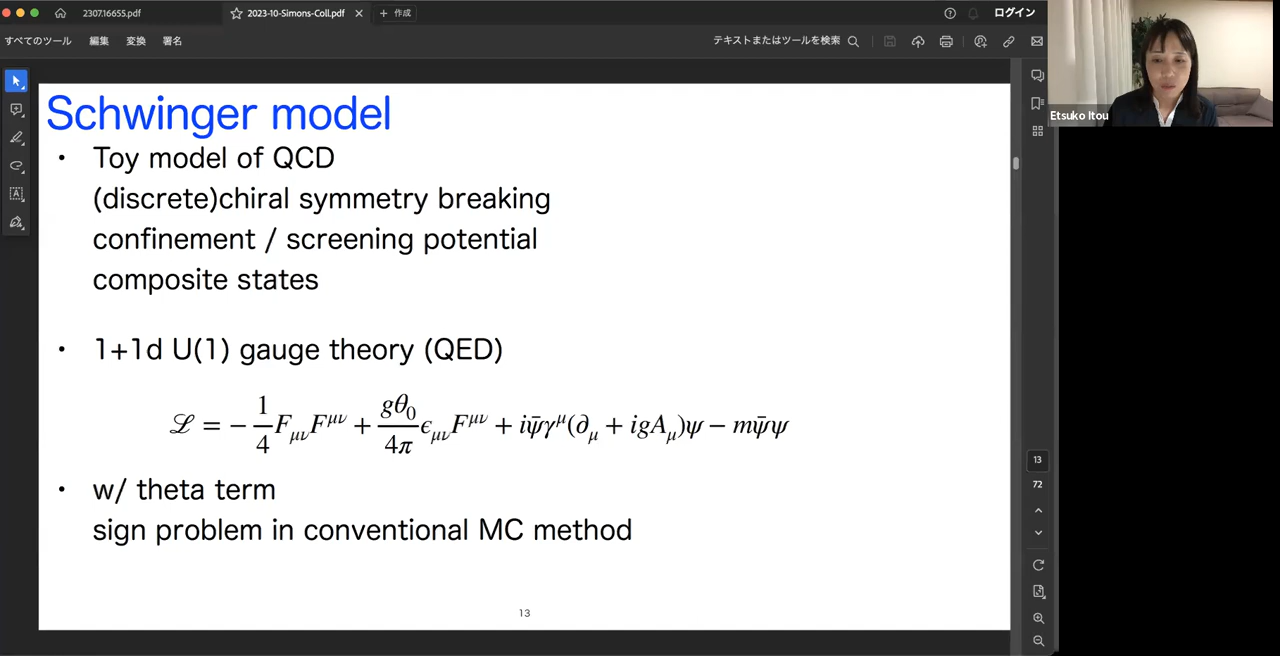 2307.16655.pdf
2023-10-Simons-Coll.pdf
作成
ログイン
すべてのツール 編集 変換 署名
テキストまたはツールを検索
Etsuko Itou
Schwinger model
・ Toy model of QCD
(discrete)chiral symmetry breaking
confinement / screening potential
composite states
・ 1+1d U(1) gauge theory (QED)
ℒ = − 1/4 F_μν F^μν + gθ_0/4π ϵ_μν F^μν + iψ̄γ^μ(∂_μ + igA_μ)ψ − mψ̄ψ
・ w/ theta term
sign problem in conventional MC method
13
13
72